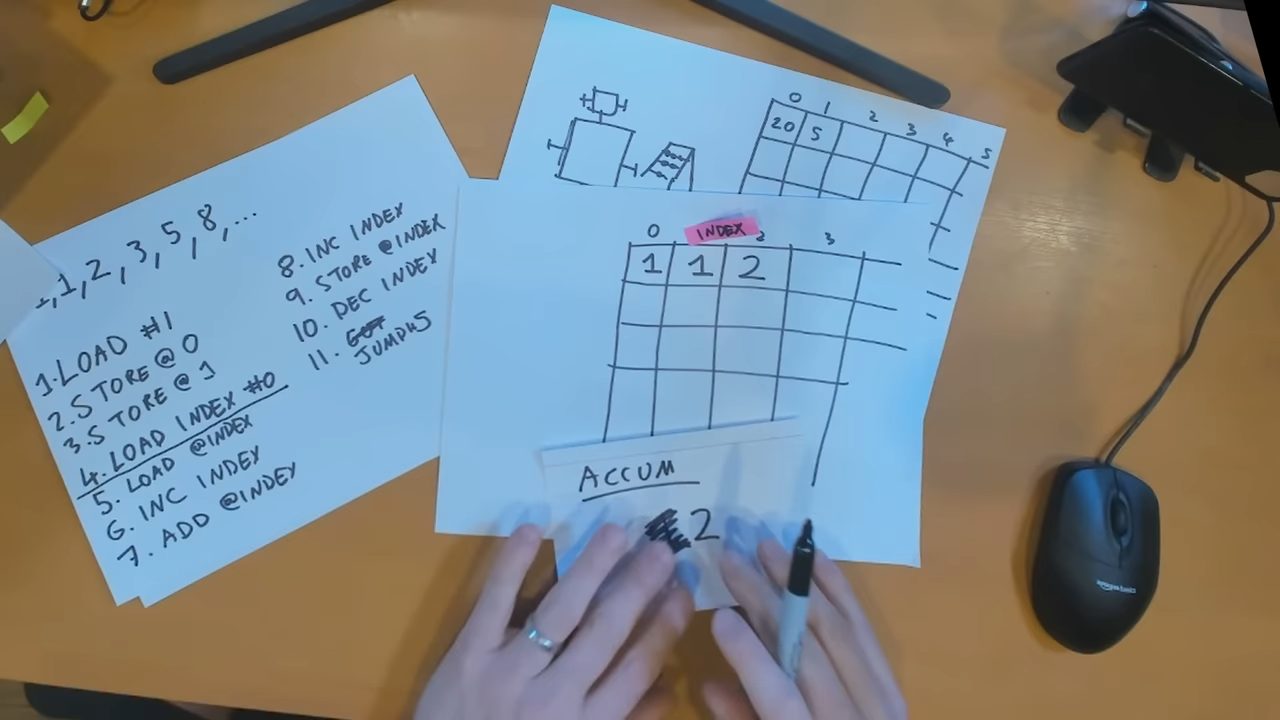 1, 2, 3, 5, 8, ...
1. LOAD #1
2. STORE @ 0
3. STORE @ 1
4. LOAD INDEX #0
5. LOAD @INDEX
6. INC INDEX
7. ADD @INDEX
8. INC INDEX
9. STORE @INDEX
10. DEC INDEX
11.
JUMP #5
0 1 2 3 4 5
20 5
0 INDEX 2 3
1 1 2
ACCUM
2
amazon basics